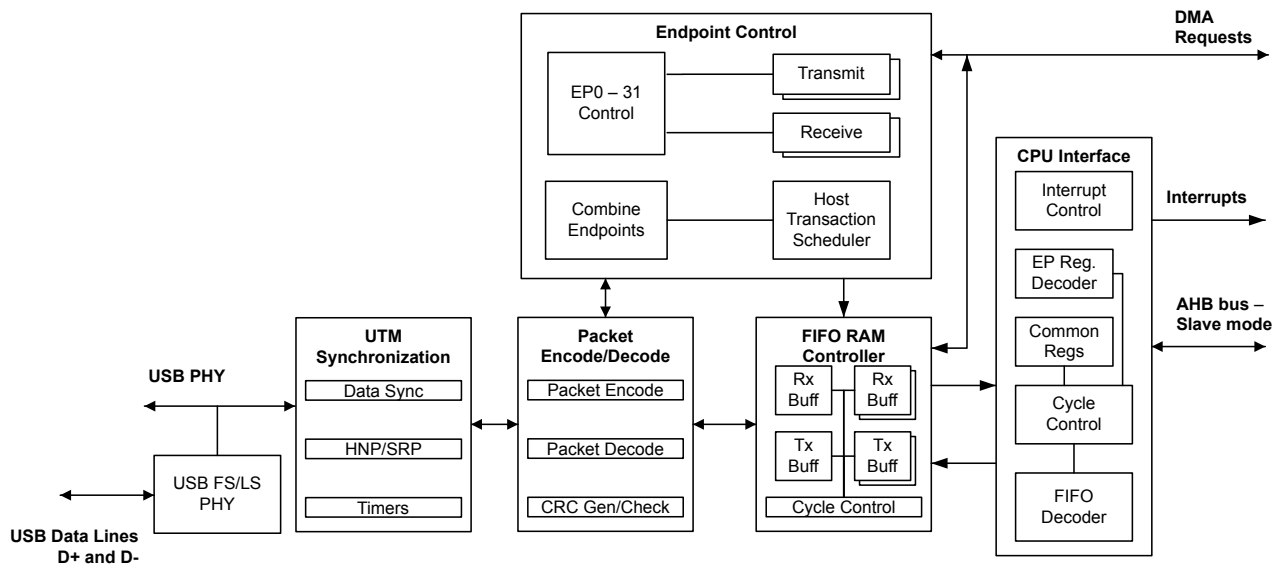 DMA
Requests
Endpoint Control
EP0 – 31
Control
Transmit
Receive
Combine
Endpoints
Host
Transaction
Scheduler
CPU Interface
Interrupt
Control
EP Reg.
Decoder
Common
Regs
Cycle
Control
FIFO
Decoder
Interrupts
AHB bus –
Slave mode
UTM
Synchronization
Data Sync
HNP/SRP
Timers
Packet
Encode/Decode
Packet Encode
Packet Decode
CRC Gen/Check
FIFO RAM
Controller
Rx
Buff
Rx
Buff
Tx
Buff
Tx
Buff
Cycle Control
USB PHY
USB FS/LS
PHY
USB Data Lines
D+ and D-